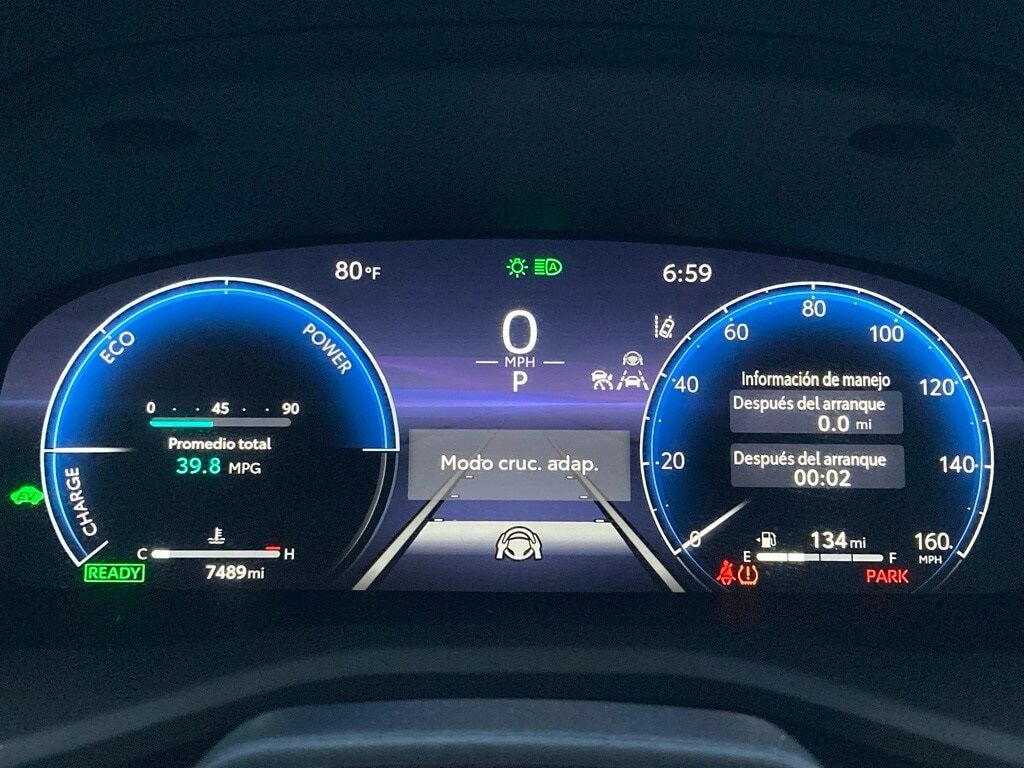 80°F
6:59
ECO
POWER
CHARGE
0 45 90
Promedio total
39.8 MPG
C H
7489mi
EV
READY
A
0
MPH
P
Modo cruc. adap.
0 20 40 60 80 100 120 140 160
MPH
Información de manejo
Después del arranque
0.0 mi
Después del arranque
00:02
134mi
E F
PARK